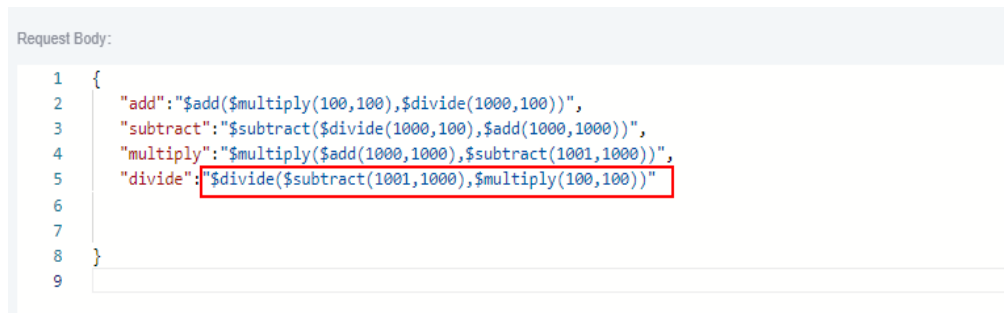 Request Body:
1 {
2 "add":"$add($multiply(100,100),$divide(1000,100))",
3 "subtract":"$subtract($divide(1000,100),$add(1000,1000))",
4 "multiply":"$multiply($add(1000,1000),$subtract(1001,1000))",
5 "divide":"$divide($subtract(1001,1000),$multiply(100,100))"
6
7
8 }
9